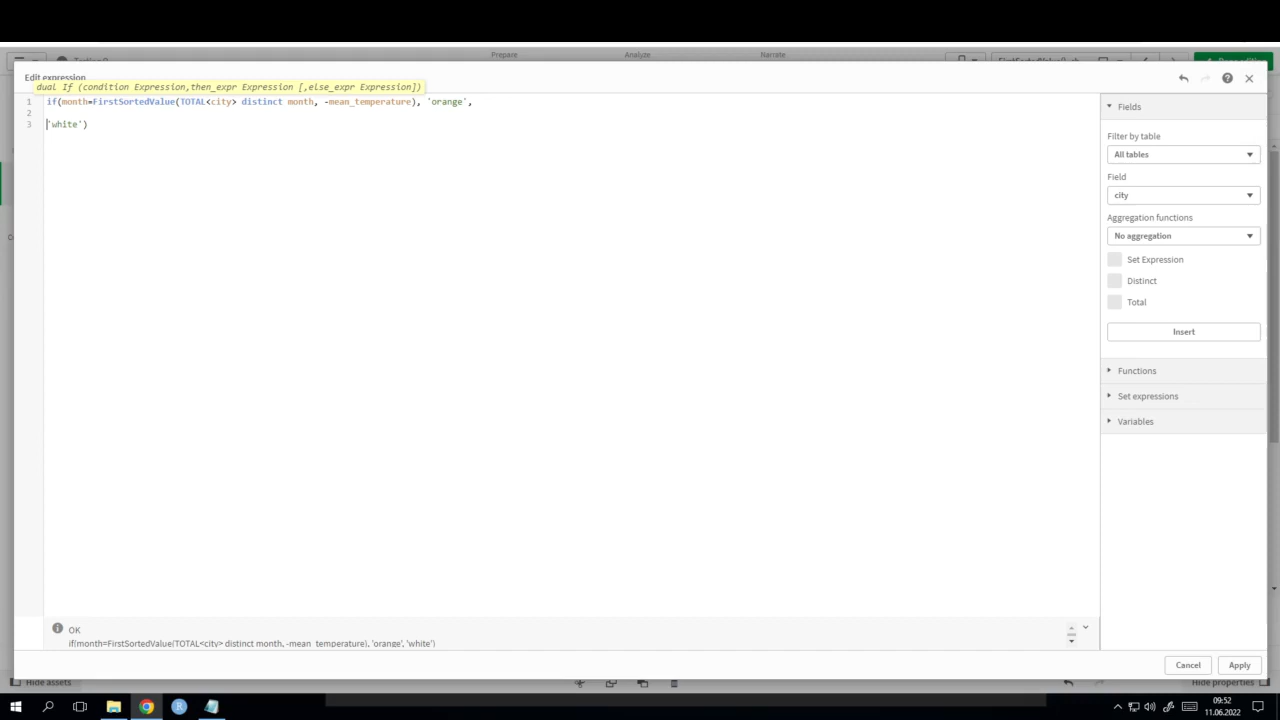 Prepare Analyze Narrate
Edit expression
dual If (condition Expression,then_expr Expression [,else_expr Expression])
1 if(month=FirstSortedValue(TOTAL<city> distinct month, -mean_temperature), 'orange',
2
3 'white')
Fields
Filter by table
All tables
Field
city
Aggregation functions
No aggregation
Set Expression
Distinct
Total
Insert
Functions
Set expressions
Variables
OK
if(month=FirstSortedValue(TOTAL<city> distinct month, -mean_temperature), 'orange', 'white')
Cancel Apply
Hide assets Hide properties
09:52
11.06.2022